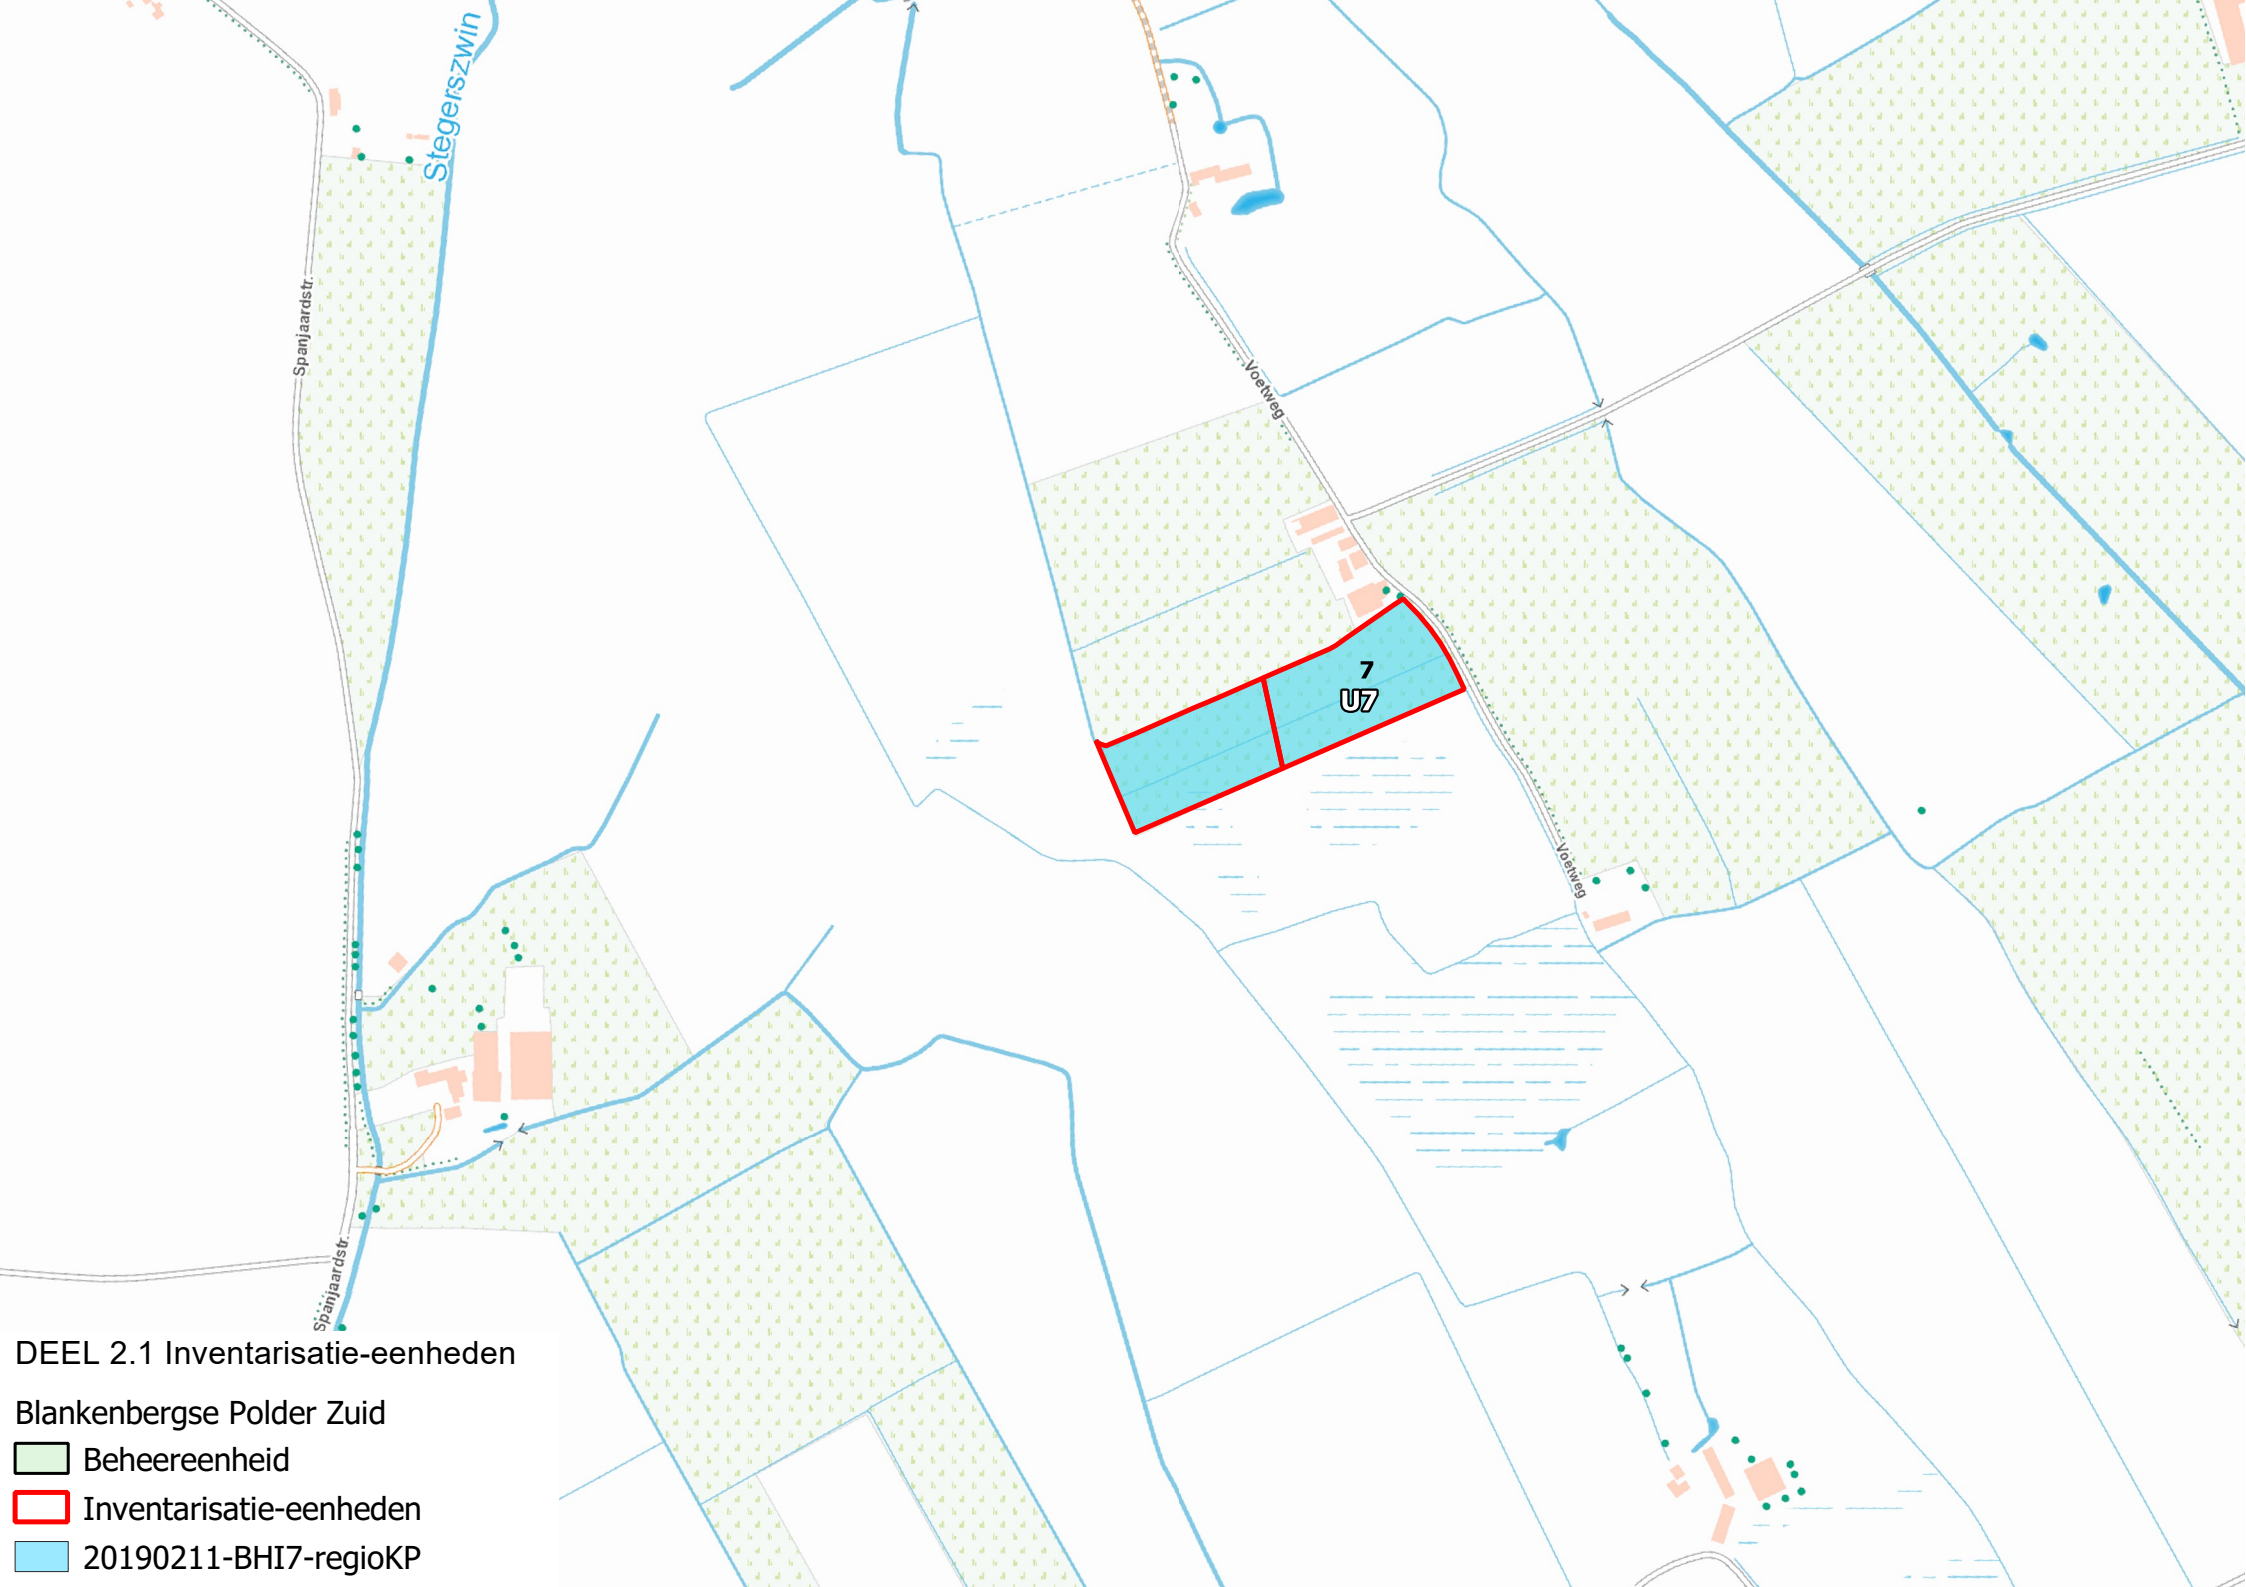 Stegerszwin
Spanjaardstr.
Voetweg
7
U7
Voetweg
Spanjaardstr.
DEEL 2.1 Inventarisatie-eenheden
Blankenbergse Polder Zuid
Beheereenheid
Inventarisatie-eenheden
20190211-BHI7-regioKP